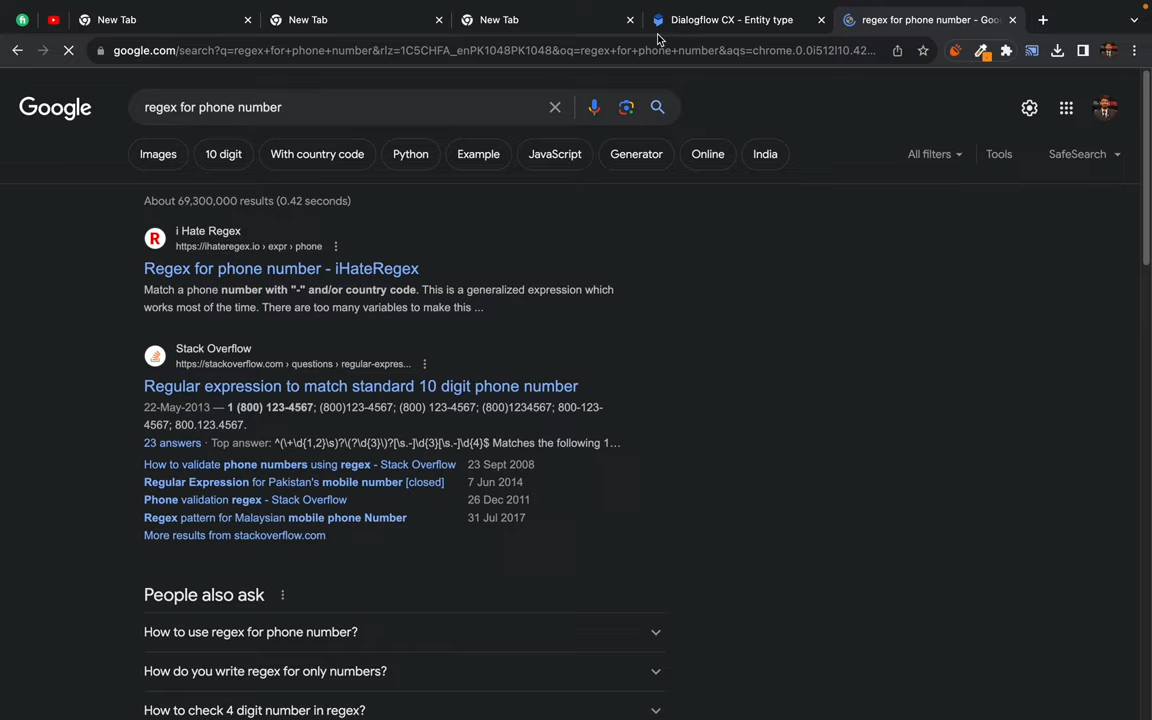 New Tab
New Tab
New Tab
Dialogflow CX - Entity type
regex for phone number - Goo
google.com/search?q=regex+for+phone+number&rlz=1C5CHFA_enPK1048PK1048&oq=regex+for+phone+number&aqs=chrome.0.0i512l10.42...
Google
regex for phone number
Images
10 digit
With country code
Python
Example
JavaScript
Generator
Online
India
All filters
Tools
SafeSearch
About 69,300,000 results (0.42 seconds)
i Hate Regex
https://ihateregex.io › expr › phone
Regex for phone number - iHateRegex
Match a phone number with "-" and/or country code. This is a generalized expression which
works most of the time. There are too many variables to make this ...
Stack Overflow
https://stackoverflow.com › questions › regular-expres...
Regular expression to match standard 10 digit phone number
22-May-2013 — 1 (800) 123-4567; (800)123-4567; (800) 123-4567; (800)1234567; 800-123-
4567; 800.123.4567.
23 answers · Top answer: ^(\+\d{1,2}\s)?\(?\d{3}\)?[\s.-]\d{3}[\s.-]\d{4}$ Matches the following 1...
How to validate phone numbers using regex - Stack Overflow 23 Sept 2008
Regular Expression for Pakistan's mobile number [closed] 7 Jun 2014
Phone validation regex - Stack Overflow 26 Dec 2011
Regex pattern for Malaysian mobile phone Number 31 Jul 2017
More results from stackoverflow.com
People also ask
How to use regex for phone number?
How do you write regex for only numbers?
How to check 4 digit number in regex?